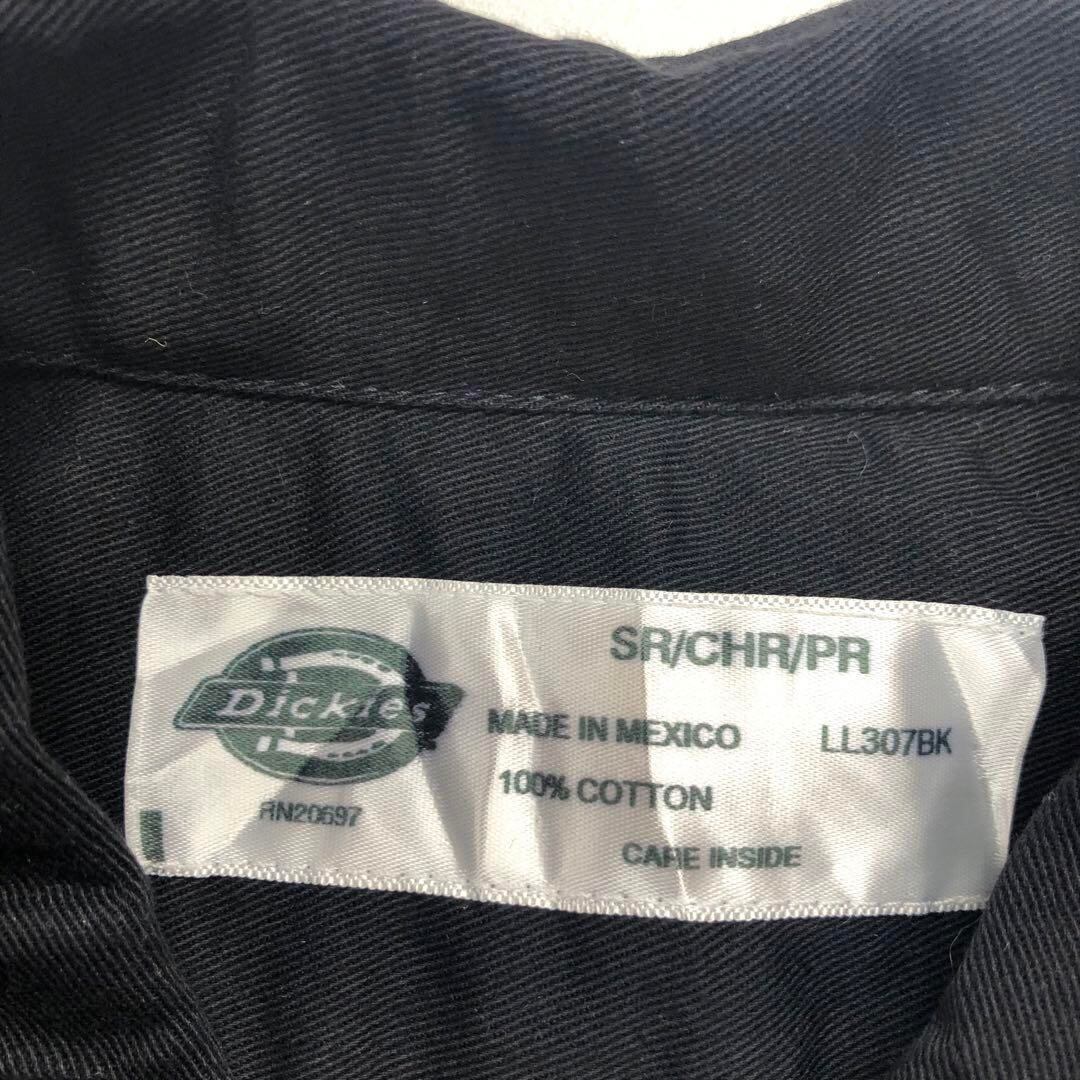 SR/CHR/PR
Dickies
MADE IN MEXICO LL307BK
100% COTTON
RN20697
CARE INSIDE